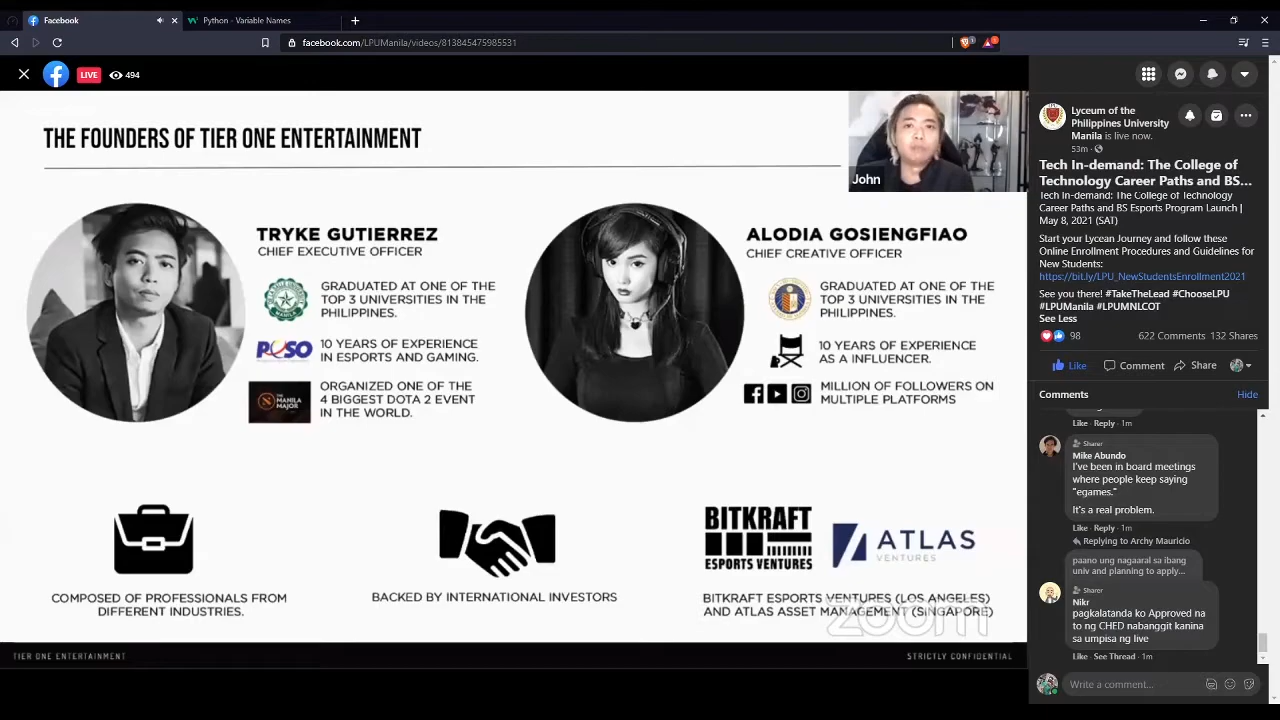 Facebook
Python - Variable Names
facebook.com/LPUManila/videos/813845475985531
LIVE
494
THE FOUNDERS OF TIER ONE ENTERTAINMENT
John
TRYKE GUTIERREZ
CHIEF EXECUTIVE OFFICER
GRADUATED AT ONE OF THE
TOP 3 UNIVERSITIES IN THE
PHILIPPINES.
PeSO
10 YEARS OF EXPERIENCE
IN ESPORTS AND GAMING.
THE
MANILA
MAJOR
ORGANIZED ONE OF THE
4 BIGGEST DOTA 2 EVENT
IN THE WORLD.
ALODIA GOSIENGFIAO
CHIEF CREATIVE OFFICER
GRADUATED AT ONE OF THE
TOP 3 UNIVERSITIES IN THE
PHILIPPINES.
10 YEARS OF EXPERIENCE
AS A INFLUENCER.
MILLION OF FOLLOWERS ON
MULTIPLE PLATFORMS
COMPOSED OF PROFESSIONALS FROM
DIFFERENT INDUSTRIES.
BACKED BY INTERNATIONAL INVESTORS
BITKRAFT
ESPORTS VENTURES
ATLAS
VENTURES
BITKRAFT ESPORTS VENTURES (LOS ANGELES)
AND ATLAS ASSET MANAGEMENT (SINGAPORE)
zoom
TIER ONE ENTERTAINMENT
STRICTLY CONFIDENTIAL
Lyceum of the
Philippines University
Manila is live now.
53m
Tech In-demand: The College of
Technology Career Paths and BS...
Tech In-demand: The College of Technology
Career Paths and BS Esports Program Launch |
May 8, 2021 (SAT)
Start your Lycean Journey and follow these
Online Enrollment Procedures and Guidelines for
New Students:
https://bit.ly/LPU_NewStudentsEnrollment2021
See you there! #TakeTheLead #ChooseLPU
#LPUManila #LPUMNLCOT
See Less
98
622 Comments 132 Shares
Like
Comment
Share
Comments
Hide
Like · Reply · 1m
Sharer
Mike Abundo
I've been in board meetings
where people keep saying
"egames."
It's a real problem.
Like · Reply · 1m
Replying to Archy Mauricio
paano ung nagaaral sa ibang
univ and planning to apply...
Sharer
Nikr
pagkalatanda ko Approved na
to ng CHED nabanggit kanina
sa umpisa ng live
Like · See Thread · 1m
Write a comment...